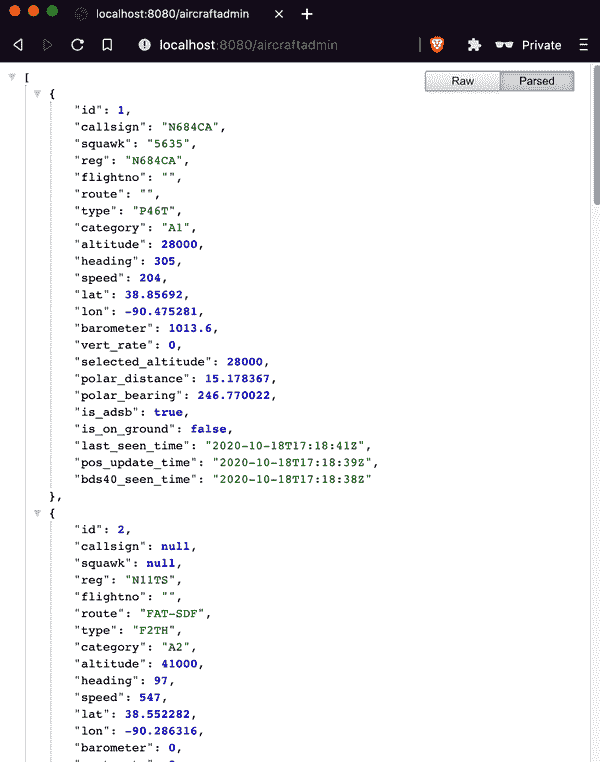 localhost:8080/aircraftadmin
localhost:8080/aircraftadmin
Private
Raw
Parsed
[
{
"id": 1,
"callsign": "N684CA",
"squawk": "5635",
"reg": "N684CA",
"flightno": "",
"route": "",
"type": "P46T",
"category": "A1",
"altitude": 28000,
"heading": 305,
"speed": 204,
"lat": 38.85692,
"lon": -90.475281,
"barometer": 1013.6,
"vert_rate": 0,
"selected_altitude": 28000,
"polar_distance": 15.178367,
"polar_bearing": 246.770022,
"is_adsb": true,
"is_on_ground": false,
"last_seen_time": "2020-10-18T17:18:41Z",
"pos_update_time": "2020-10-18T17:18:39Z",
"bds40_seen_time": "2020-10-18T17:18:38Z"
},
{
"id": 2,
"callsign": null,
"squawk": null,
"reg": "N11TS",
"flightno": "",
"route": "FAT-SDF",
"type": "F2TH",
"category": "A2",
"altitude": 41000,
"heading": 97,
"speed": 547,
"lat": 38.552282,
"lon": -90.286316,
"barometer": 0,